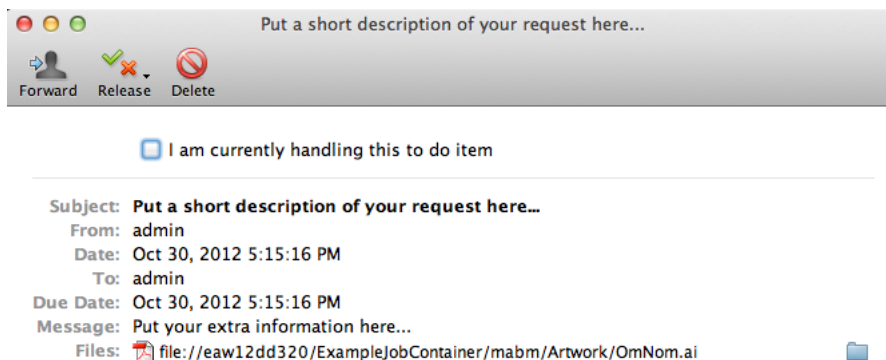 Put a short description of your request here...
Forward Release Delete
I am currently handling this to do item
Subject: Put a short description of your request here...
From: admin
Date: Oct 30, 2012 5:15:16 PM
To: admin
Due Date: Oct 30, 2012 5:15:16 PM
Message: Put your extra information here...
Files: file://eaw12dd320/ExampleJobContainer/mabm/Artwork/OmNom.ai